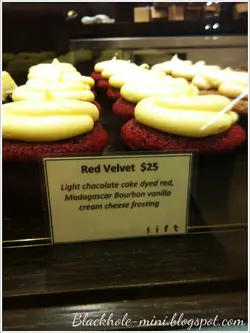 Red Velvet $25
Light chocolate cake dyed red,
Madagascar Bourbon vanilla
cream cheese frosting
sift
Blackhole-mini.blogspot.com